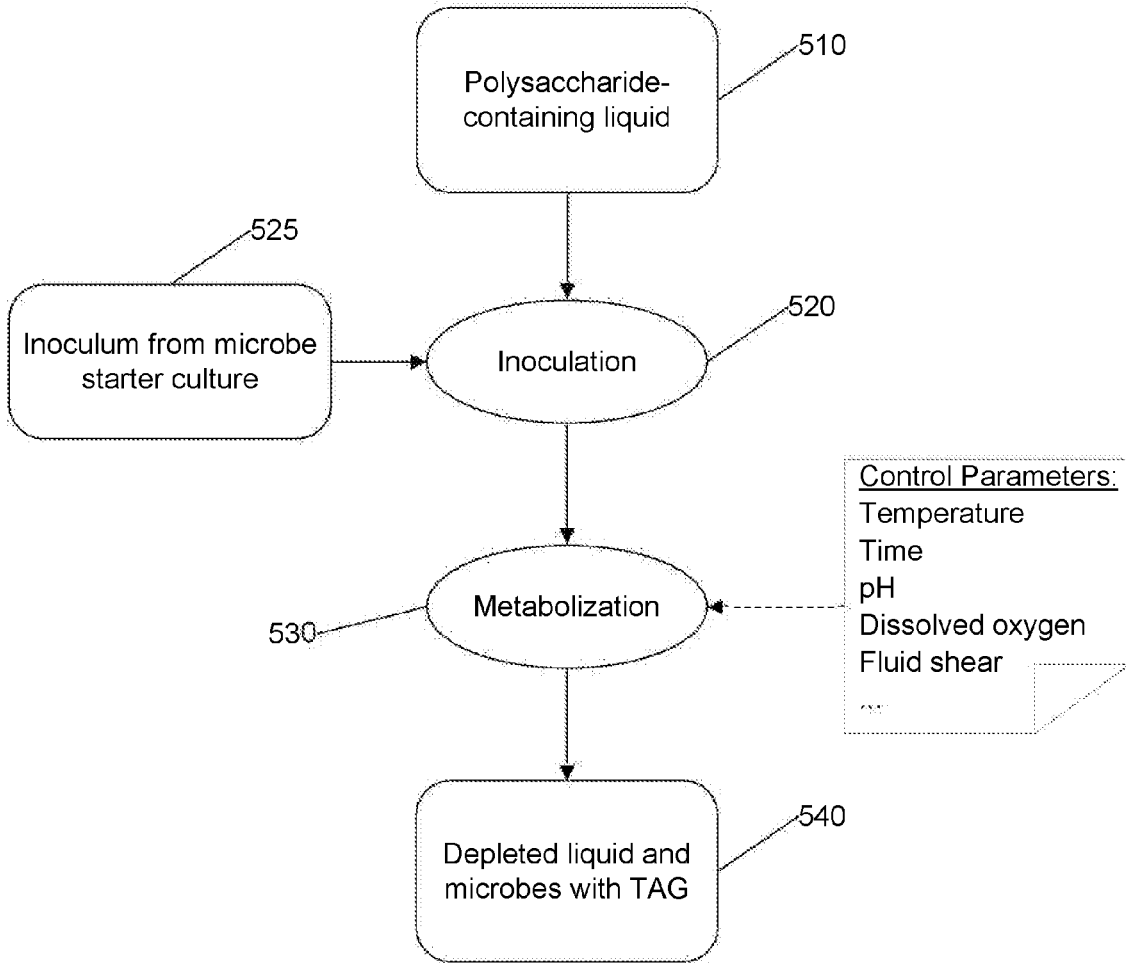 510
Polysaccharide-
containing liquid
525
520
Inoculum from microbe
starter culture
Inoculation
Control Parameters:
Temperature
Time
pH
Dissolved oxygen
Fluid shear
...
Metabolization
530
540
Depleted liquid and
microbes with TAG